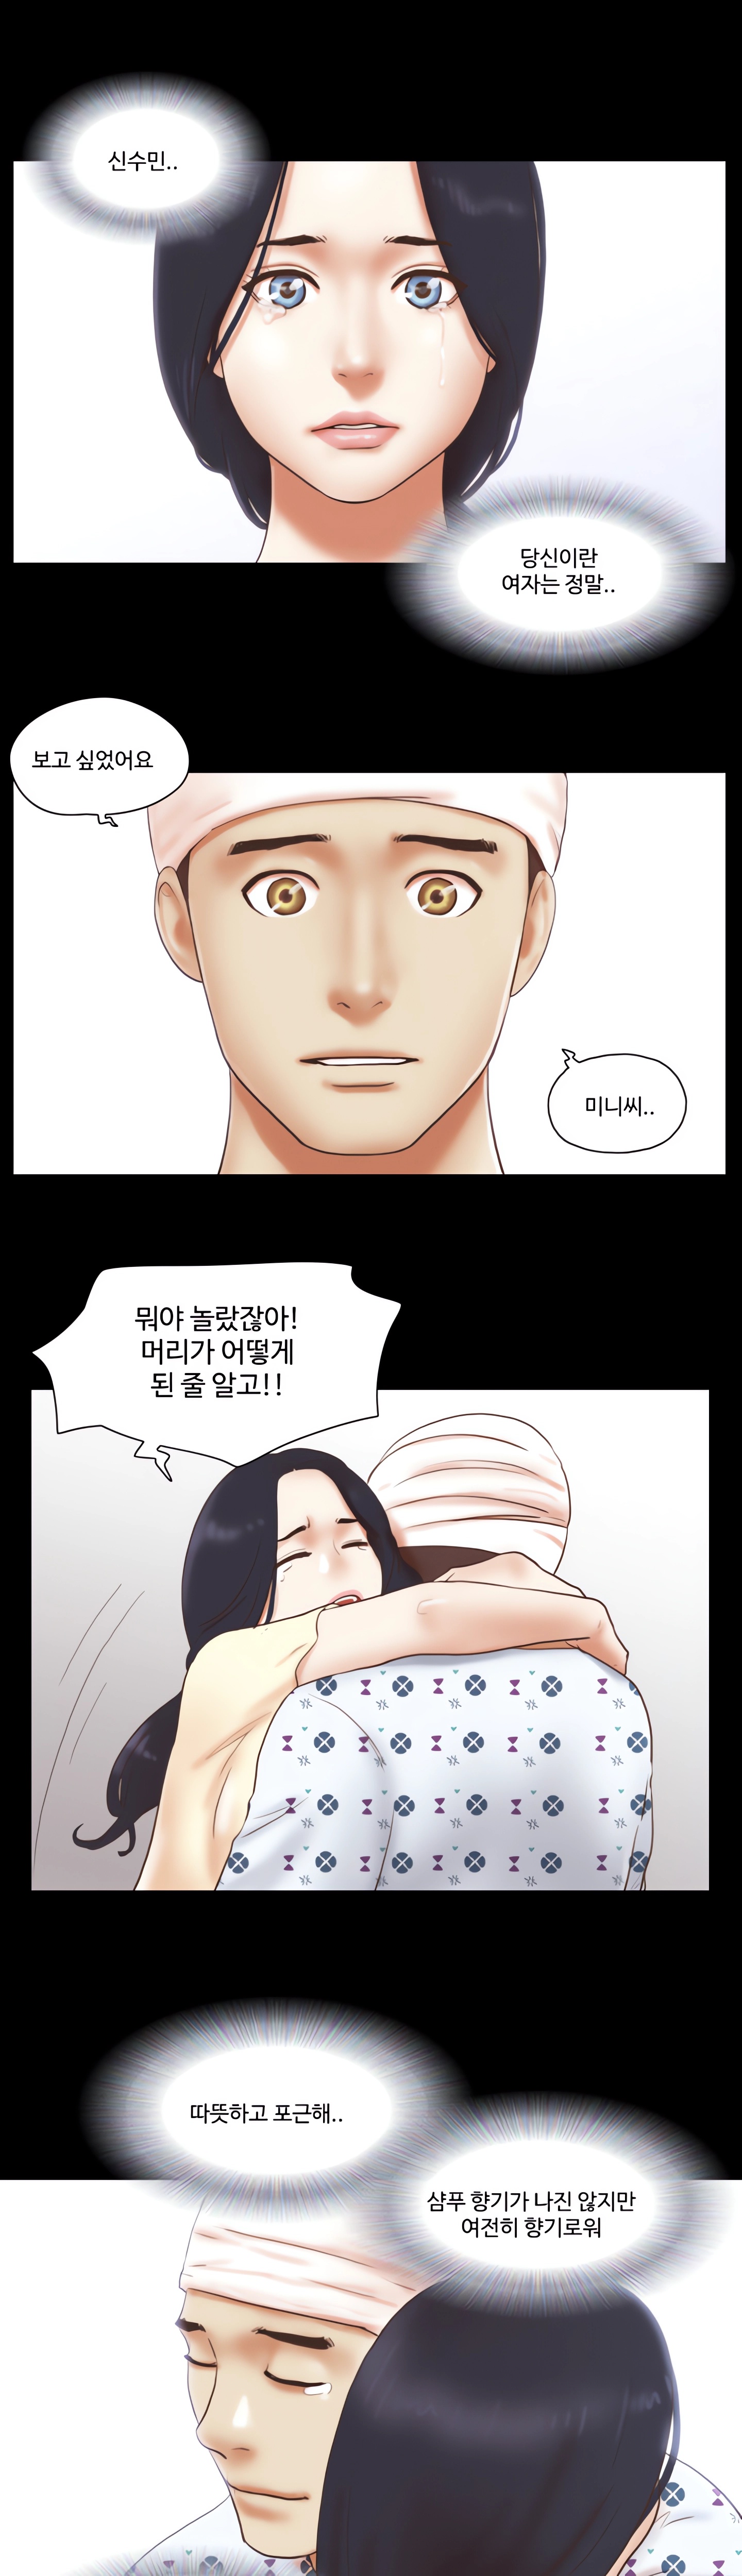 신수민..
당신이란
여자는 정말..
보고 싶었어요
미니씨..
뭐야 놀랐잖아!
머리가 어떻게
된 줄 알고!!
따뜻하고 포근해..
샴푸 향기가 나진 않지만
여전히 향기로워